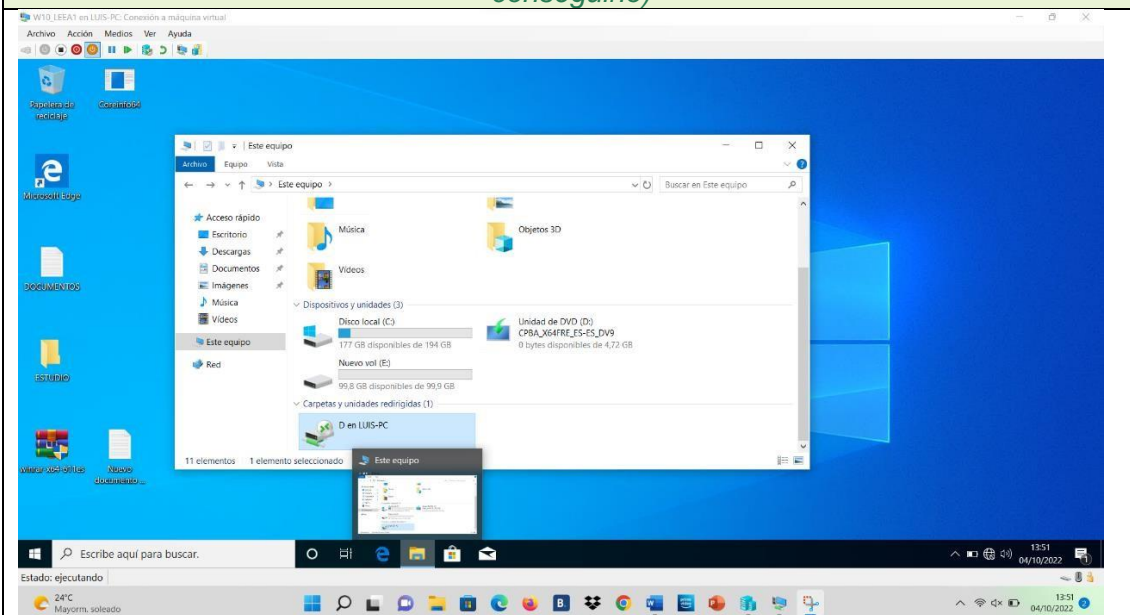 conseguirlo)
W10_LEEA1 en LUIS-PC: Conexión a máquina virtual
Archivo Acción Medios Ver Ayuda
Papelera de reciclaje
Coreinfo64
Microsoft Edge
DOCUMENTOS
ESTUDIO
Nuevo documento ...
Este equipo
Archivo Equipo Vista
Este equipo
Buscar en Este equipo
Acceso rápido
Escritorio
Descargas
Documentos
Imágenes
Música
Vídeos
Este equipo
Red
Música
Objetos 3D
Vídeos
Dispositivos y unidades (3)
Disco local (C:)
177 GB disponibles de 194 GB
Unidad de DVD (D:)
CPBA_X64FRE_ES-ES_DV9
0 bytes disponibles de 4,72 GB
Nuevo vol (E:)
99,8 GB disponibles de 99,9 GB
Carpetas y unidades redirigidas (1)
D en LUIS-PC
11 elementos 1 elemento seleccionado
Este equipo
Escribe aquí para buscar.
13:51
04/10/2022
Estado: ejecutando
24°C
Mayorm. soleado
13:51
04/10/2022